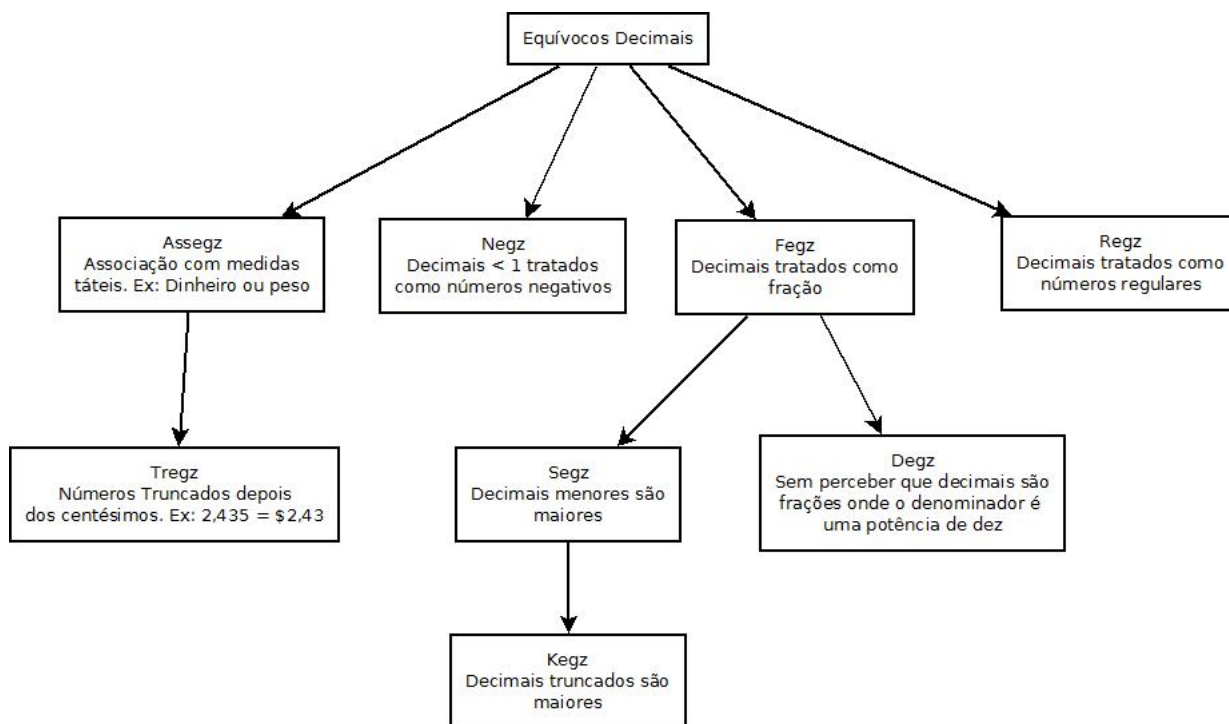 Equívocos Decimais
Assegz
Associação com medidas
táteis. Ex: Dinheiro ou peso
Negz
Decimais < 1 tratados
como números negativos
Fegz
Decimais tratados como
fração
Regz
Decimais tratados como
números regulares
Tregz
Números Truncados depois
dos centésimos. Ex: 2,435 = $2,43
Segz
Decimais menores são
maiores
Degz
Sem perceber que decimais são
frações onde o denominador é
uma potência de dez
Kegz
Decimais truncados são
maiores